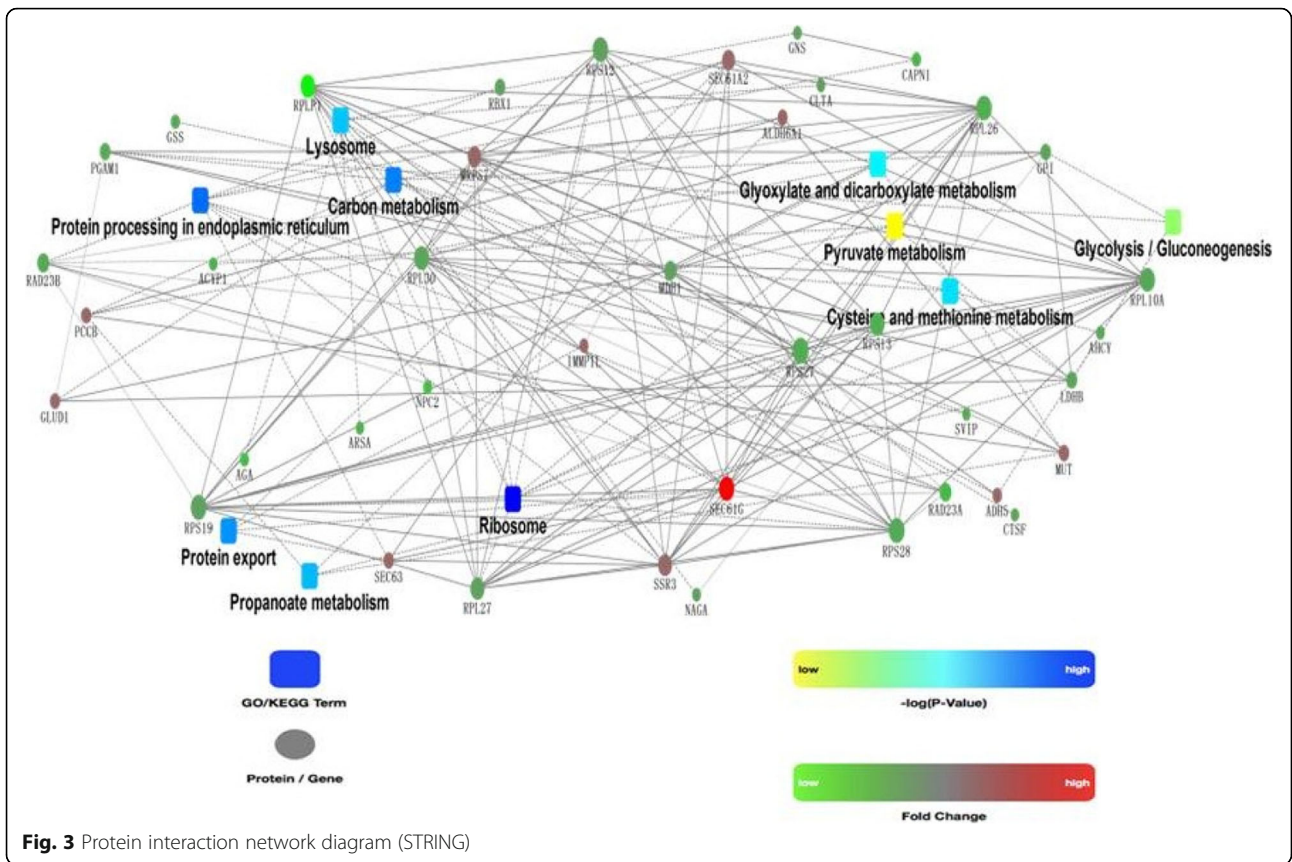 GNS
RPS12
SEC61A2
CAPN1
RPLP1
RBX1
CLTA
RPL26
GSS
ALDH6A1
Lysosome
PGAM1
GPI
Glyoxylate and dicarboxylate metabolism
Carbon metabolism
Protein processing in endoplasmic reticulum
Pyruvate metabolism
Glycolysis / Gluconeogenesis
RAD23B
ACYP1
RPL30
MDH1
RPL10A
Cysteine and methionine metabolism
PCCB
RPS13
AHCY
IMMP1L
RPS27
LDHB
NPC2
GLUD1
SVIP
ARSA
MUT
AGA
SEC61G
RAD23A
ADH5
RPS19
Ribosome
CTSF
Protein export
RPS28
SEC63
SSR3
Propanoate metabolism
RPL27
NAGA
low high
GO/KEGG Term
-log(P-Value)
Protein / Gene
low high
Fold Change
Fig. 3 Protein interaction network diagram (STRING)